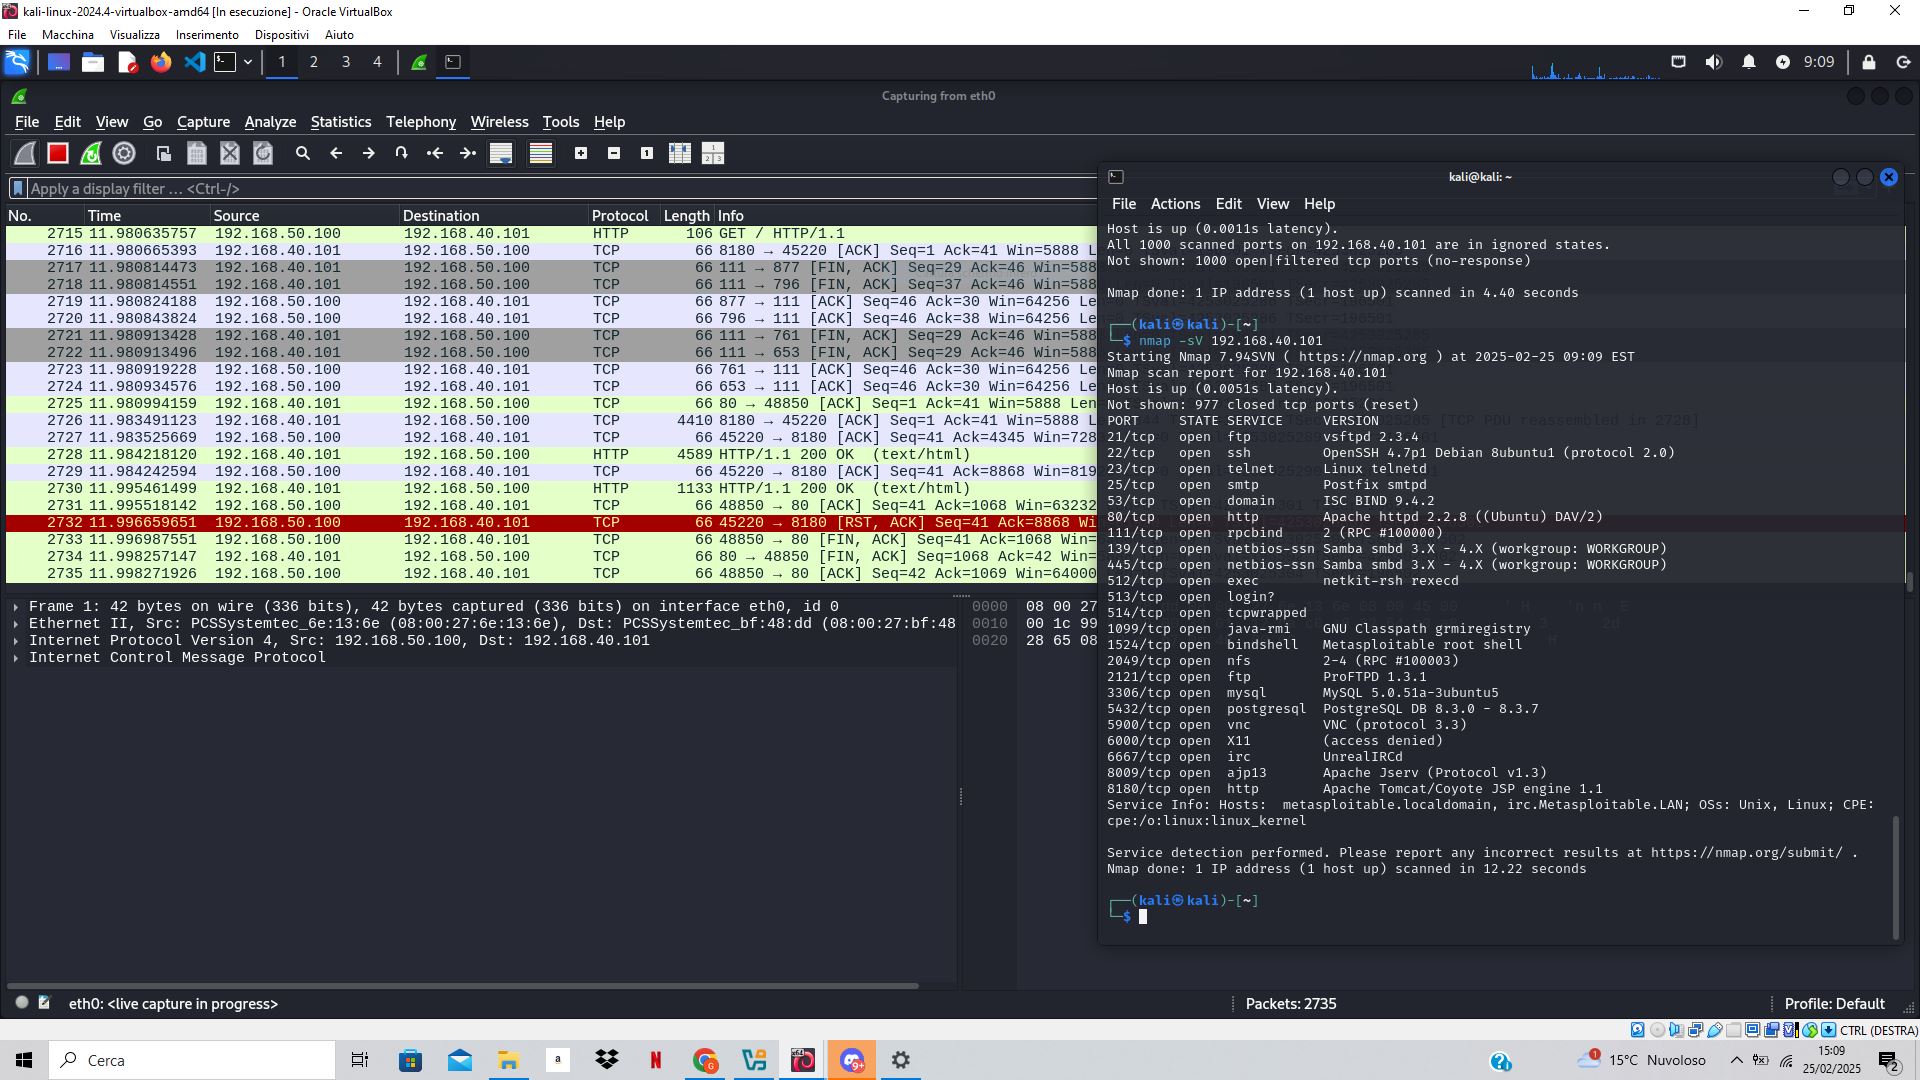 kali-linux-2024.4-virtualbox-amd64 [In esecuzione] - Oracle VirtualBox
File Macchina Visualizza Inserimento Dispositivi Aiuto
1 2 3 4 9:09
Capturing from eth0
File Edit View Go Capture Analyze Statistics Telephony Wireless Tools Help
Apply a display filter … <Ctrl-/>
No. Time Source Destination Protocol Length Info
2715 11.980635757 192.168.50.100 192.168.40.101 HTTP 106 GET / HTTP/1.1
2716 11.980665393 192.168.40.101 192.168.50.100 TCP 66 8180 → 45220 [ACK] Seq=1 Ack=41 Win=5888 L
2717 11.980814473 192.168.40.101 192.168.50.100 TCP 66 111 → 877 [FIN, ACK] Seq=29 Ack=46 Win=588
2718 11.980814551 192.168.40.101 192.168.50.100 TCP 66 111 → 796 [FIN, ACK] Seq=37 Ack=46 Win=588
2719 11.980824188 192.168.50.100 192.168.40.101 TCP 66 877 → 111 [ACK] Seq=46 Ack=30 Win=64256 Le
2720 11.980843824 192.168.50.100 192.168.40.101 TCP 66 796 → 111 [ACK] Seq=46 Ack=38 Win=64256 Le
2721 11.980913428 192.168.40.101 192.168.50.100 TCP 66 111 → 761 [FIN, ACK] Seq=29 Ack=46 Win=588
2722 11.980913496 192.168.40.101 192.168.50.100 TCP 66 111 → 653 [FIN, ACK] Seq=29 Ack=46 Win=588
2723 11.980919228 192.168.50.100 192.168.40.101 TCP 66 761 → 111 [ACK] Seq=46 Ack=30 Win=64256 Le
2724 11.980934576 192.168.50.100 192.168.40.101 TCP 66 653 → 111 [ACK] Seq=46 Ack=30 Win=64256 Le
2725 11.980994159 192.168.40.101 192.168.50.100 TCP 66 80 → 48850 [ACK] Seq=1 Ack=41 Win=5888 Len
2726 11.983491123 192.168.40.101 192.168.50.100 TCP 4410 8180 → 45220 [ACK] Seq=1 Ack=41 Win=5888 L [TCP PDU reassembled in 2728]
2727 11.983525669 192.168.50.100 192.168.40.101 TCP 66 45220 → 8180 [ACK] Seq=41 Ack=4345 Win=7283
2728 11.984218120 192.168.40.101 192.168.50.100 HTTP 4589 HTTP/1.1 200 OK (text/html)
2729 11.984242594 192.168.50.100 192.168.40.101 TCP 66 45220 → 8180 [ACK] Seq=41 Ack=8868 Win=819
2730 11.995461499 192.168.40.101 192.168.50.100 HTTP 1133 HTTP/1.1 200 OK (text/html)
2731 11.995518142 192.168.50.100 192.168.40.101 TCP 66 48850 → 80 [ACK] Seq=41 Ack=1068 Win=63232
2732 11.996659651 192.168.50.100 192.168.40.101 TCP 66 45220 → 8180 [RST, ACK] Seq=41 Ack=8868 Wi
2733 11.996987551 192.168.50.100 192.168.40.101 TCP 66 48850 → 80 [FIN, ACK] Seq=41 Ack=1068 Win=
2734 11.998257147 192.168.40.101 192.168.50.100 TCP 66 80 → 48850 [FIN, ACK] Seq=1068 Ack=42 Win=
2735 11.998271926 192.168.50.100 192.168.40.101 TCP 66 48850 → 80 [ACK] Seq=42 Ack=1069 Win=64000
Frame 1: 42 bytes on wire (336 bits), 42 bytes captured (336 bits) on interface eth0, id 0
Ethernet II, Src: PCSSystemtec_6e:13:6e (08:00:27:6e:13:6e), Dst: PCSSystemtec_bf:48:dd (08:00:27:bf:48
Internet Protocol Version 4, Src: 192.168.50.100, Dst: 192.168.40.101
Internet Control Message Protocol
0000 08 00 27
0010 00 1c 99
0020 28 65 08
kali@kali: ~
File Actions Edit View Help
Host is up (0.0011s latency).
All 1000 scanned ports on 192.168.40.101 are in ignored states.
Not shown: 1000 open|filtered tcp ports (no-response)
Nmap done: 1 IP address (1 host up) scanned in 4.40 seconds
┌──(kali㉿kali)-[~]
└─$ nmap -sV 192.168.40.101
Starting Nmap 7.94SVN ( https://nmap.org ) at 2025-02-25 09:09 EST
Nmap scan report for 192.168.40.101
Host is up (0.0051s latency).
Not shown: 977 closed tcp ports (reset)
PORT STATE SERVICE VERSION
21/tcp open ftp vsftpd 2.3.4
22/tcp open ssh OpenSSH 4.7p1 Debian 8ubuntu1 (protocol 2.0)
23/tcp open telnet Linux telnetd
25/tcp open smtp Postfix smtpd
53/tcp open domain ISC BIND 9.4.2
80/tcp open http Apache httpd 2.2.8 ((Ubuntu) DAV/2)
111/tcp open rpcbind 2 (RPC #100000)
139/tcp open netbios-ssn Samba smbd 3.X - 4.X (workgroup: WORKGROUP)
445/tcp open netbios-ssn Samba smbd 3.X - 4.X (workgroup: WORKGROUP)
512/tcp open exec netkit-rsh rexecd
513/tcp open login?
514/tcp open tcpwrapped
1099/tcp open java-rmi GNU Classpath grmiregistry
1524/tcp open bindshell Metasploitable root shell
2049/tcp open nfs 2-4 (RPC #100003)
2121/tcp open ftp ProFTPD 1.3.1
3306/tcp open mysql MySQL 5.0.51a-3ubuntu5
5432/tcp open postgresql PostgreSQL DB 8.3.0 - 8.3.7
5900/tcp open vnc VNC (protocol 3.3)
6000/tcp open X11 (access denied)
6667/tcp open irc UnrealIRCd
8009/tcp open ajp13 Apache Jserv (Protocol v1.3)
8180/tcp open http Apache Tomcat/Coyote JSP engine 1.1
Service Info: Hosts: metasploitable.localdomain, irc.Metasploitable.LAN; OSs: Unix, Linux; CPE:
cpe:/o:linux:linux_kernel
Service detection performed. Please report any incorrect results at https://nmap.org/submit/ .
Nmap done: 1 IP address (1 host up) scanned in 12.22 seconds
┌──(kali㉿kali)-[~]
└─$
eth0: <live capture in progress> Packets: 2735 Profile: Default
CTRL (DESTRA)
Cerca
15°C Nuvoloso
15:09
25/02/2025